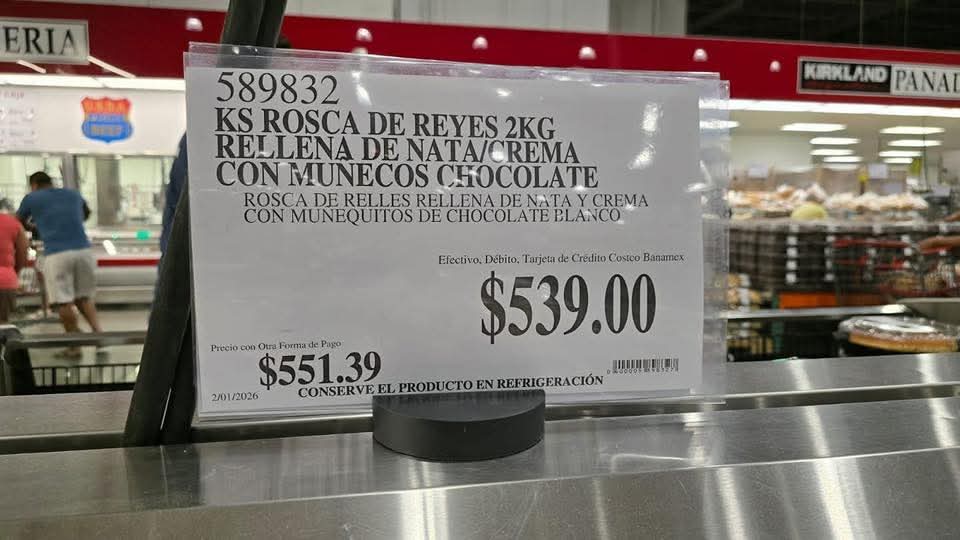 ERIA
KIRKLAND PANAD
589832
KS ROSCA DE REYES 2KG
RELLENA DE NATA/CREMA
CON MUÑECOS CHOCOLATE
ROSCA DE RELLES RELLENA DE NATA Y CREMA
CON MUÑEQUITOS DE CHOCOLATE BLANCO
Efectivo, Débito, Tarjeta de Crédito Costco Banamex
$539.00
Precio con Otra Forma de Pago
$551.39
2/01/2026
CONSERVE EL PRODUCTO EN REFRIGERACIÓN